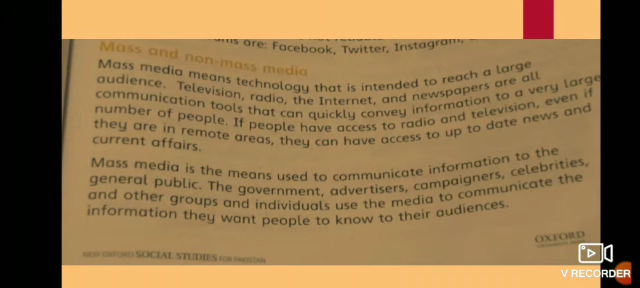 are: Facebook, Twitter, Instagram,
Mass and non-mass media
Mass media means technology that is intended to reach a large
audience. Television, radio, the Internet, and newspapers are all
communication tools that can quickly convey information to a very large
number of people. If people have access to radio and television, even if
they are in remote areas, they can have access to up to date news and
current affairs.
Mass media is the means used to communicate information to the
general public. The government, advertisers, campaigners, celebrities,
and other groups and individuals use the media to communicate the
information they want people to know to their audiences.
NEW OXFORD SOCIAL STUDIES FOR PAKISTAN
OXFORD
V RECORDER